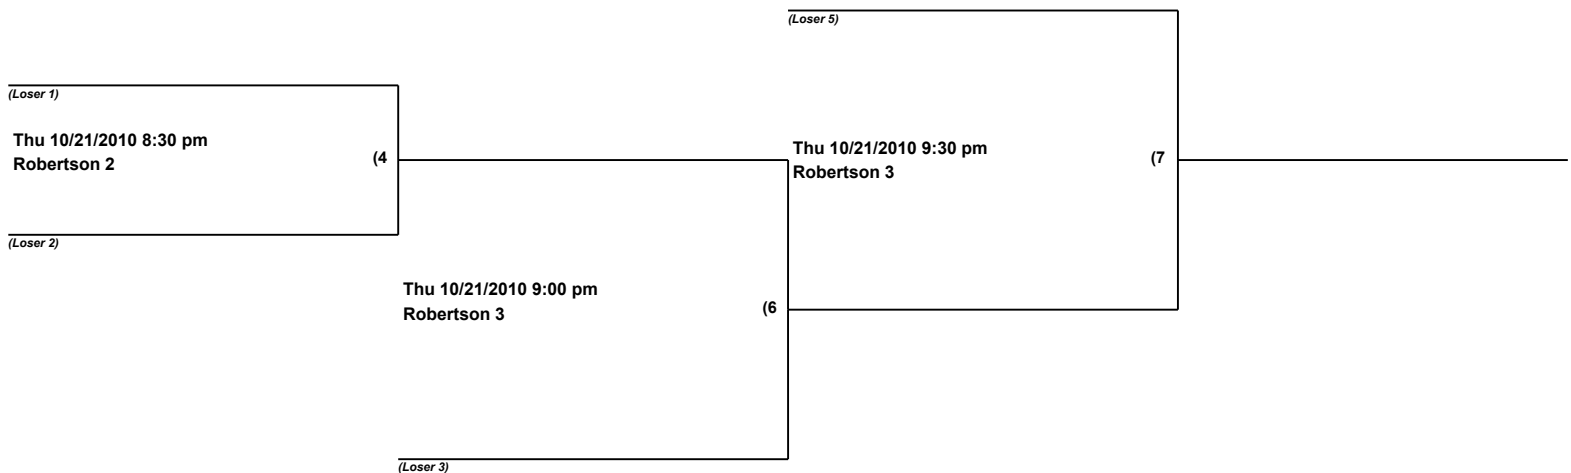 (Loser 5)
(Loser 1)
Thu 10/21/2010 8:30 pm
Robertson 2
(4
Thu 10/21/2010 9:30 pm
Robertson 3
(7
(Loser 2)
Thu 10/21/2010 9:00 pm
Robertson 3
(6
(Loser 3)